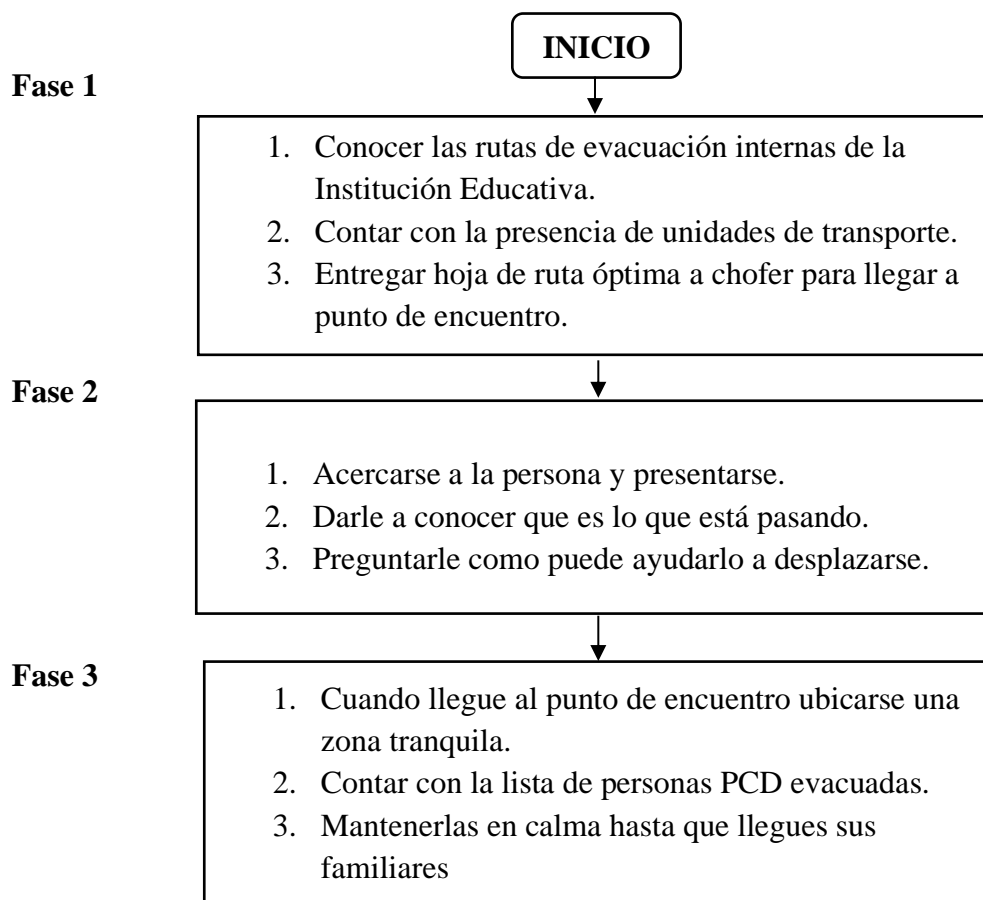 INICIO
Fase 1
1. Conocer las rutas de evacuación internas de la
Institución Educativa.
2. Contar con la presencia de unidades de transporte.
3. Entregar hoja de ruta óptima a chofer para llegar a
punto de encuentro.
Fase 2
1. Acercarse a la persona y presentarse.
2. Darle a conocer que es lo que está pasando.
3. Preguntarle como puede ayudarlo a desplazarse.
Fase 3
1. Cuando llegue al punto de encuentro ubicarse una
zona tranquila.
2. Contar con la lista de personas PCD evacuadas.
3. Mantenerlas en calma hasta que llegues sus
familiares